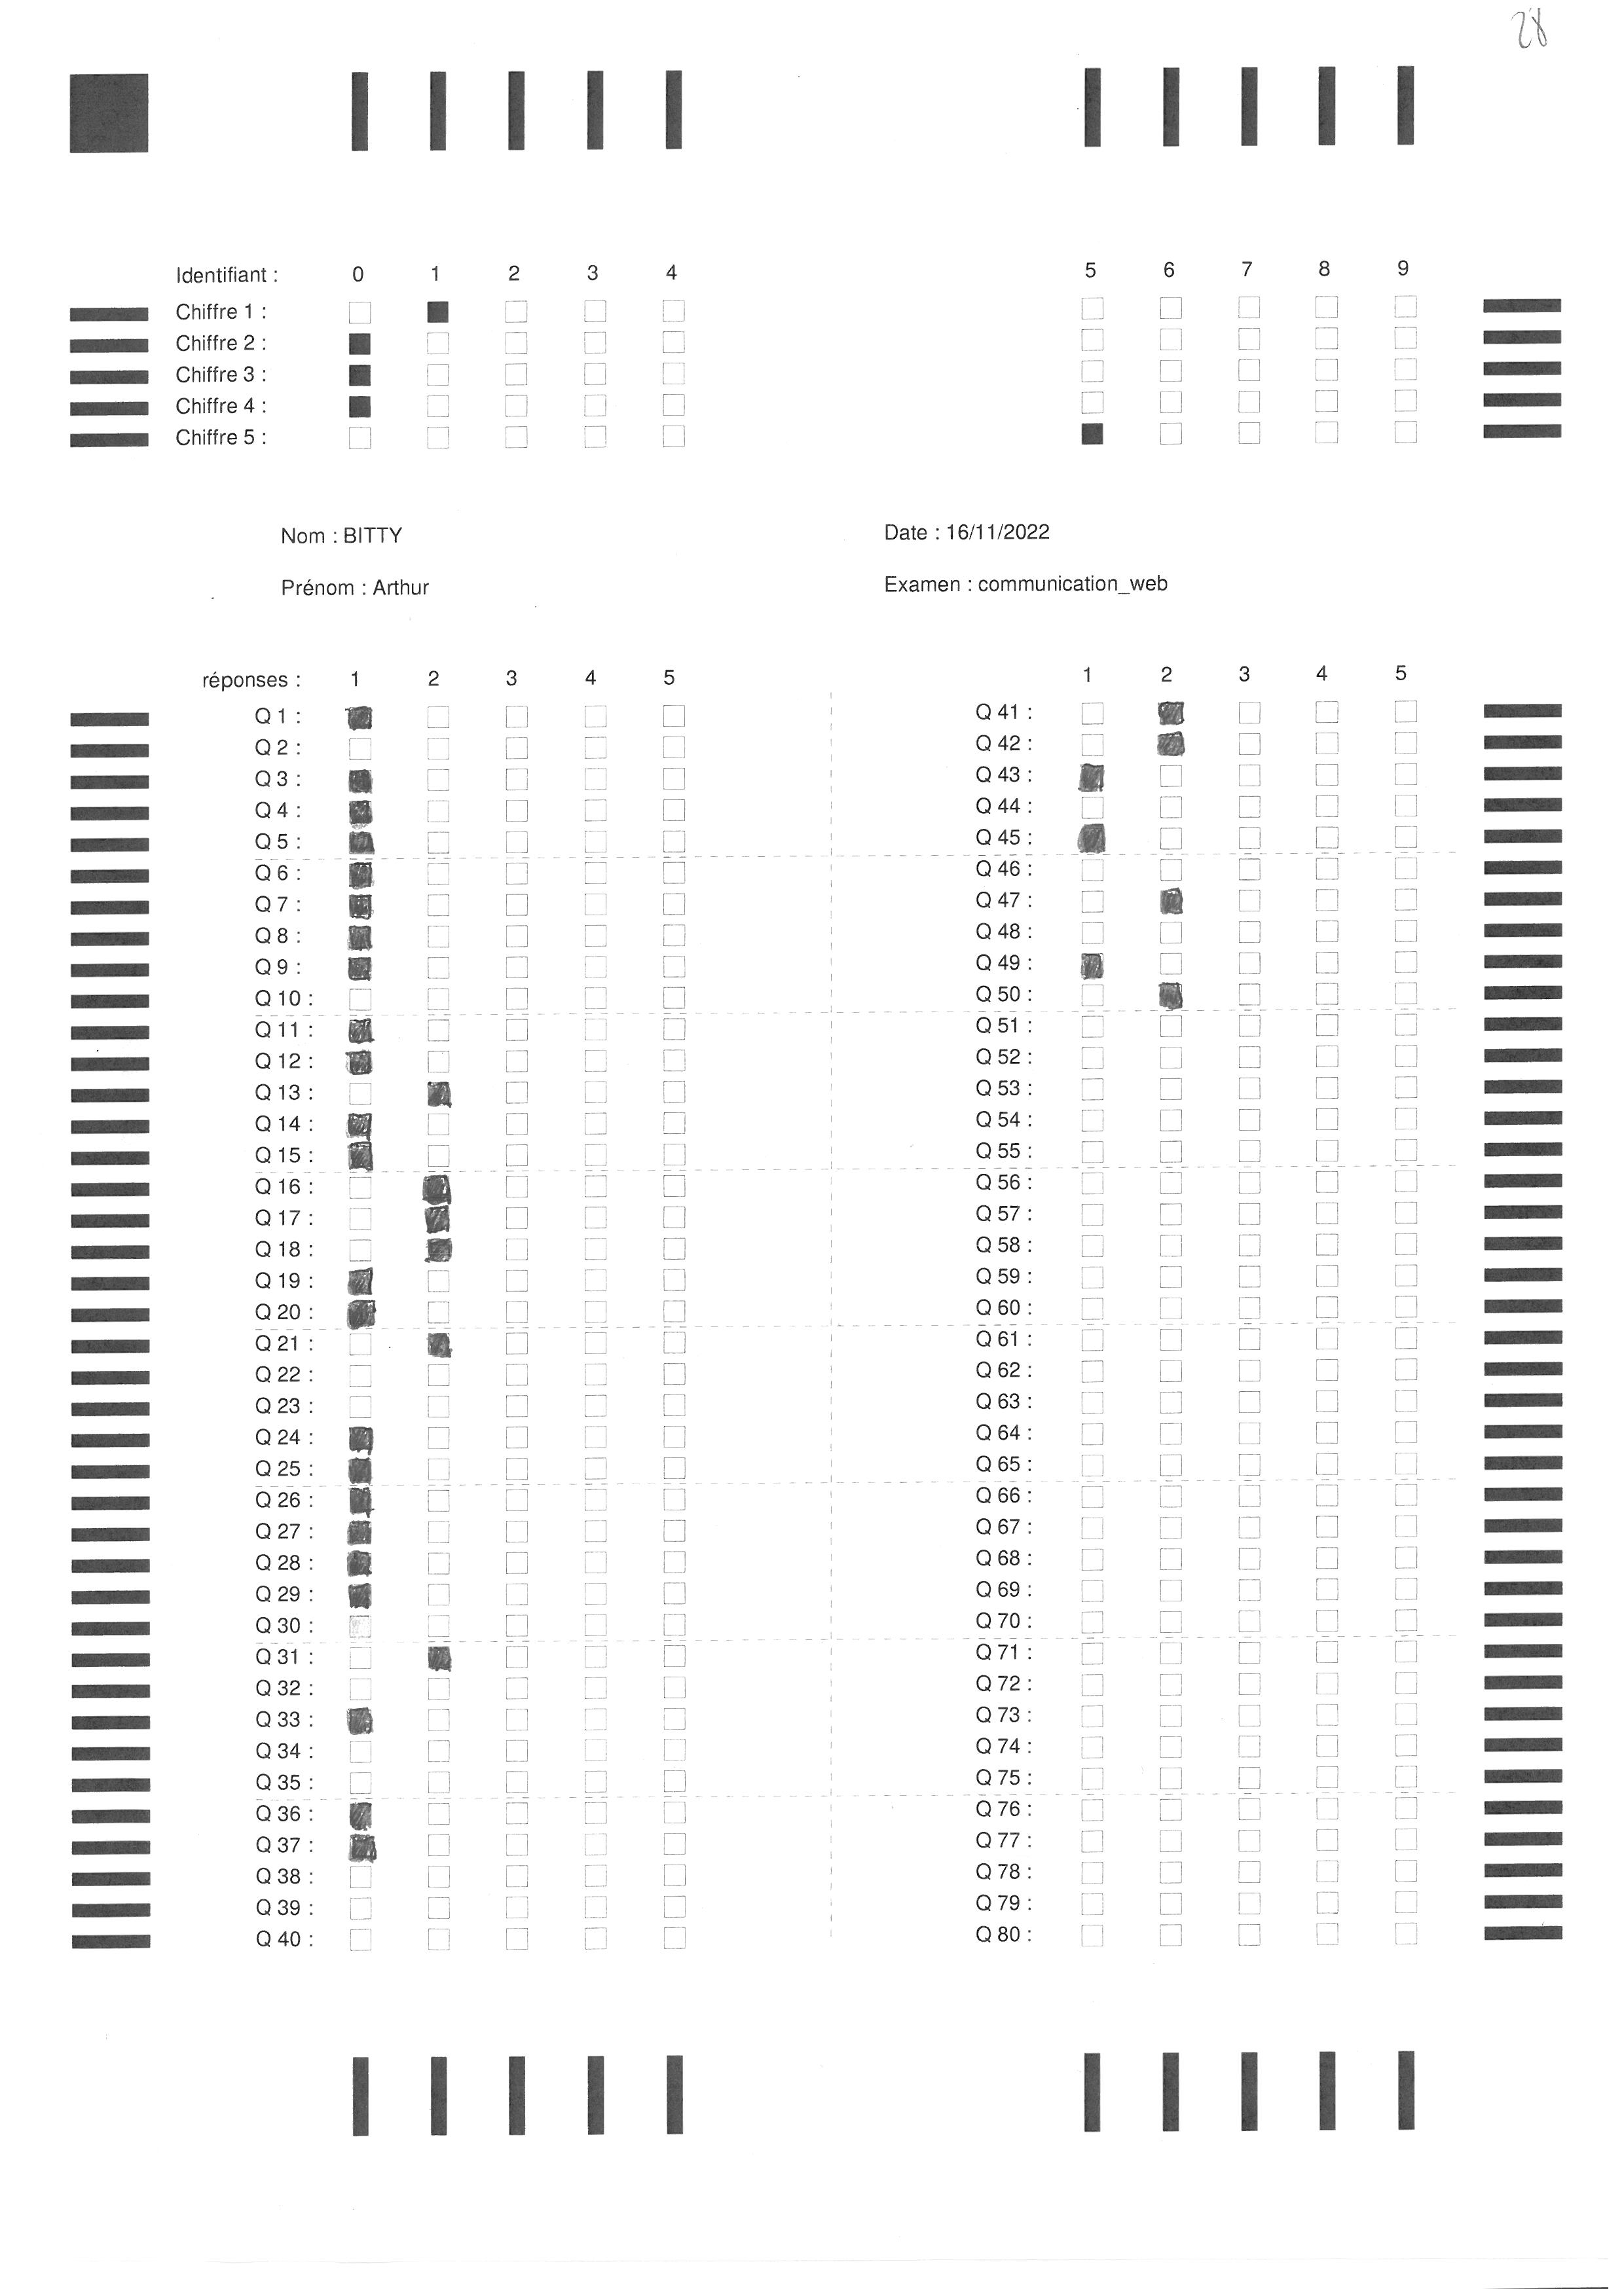 28
Identifiant : 0 1 2 3 4 5 6 7 8 9
Chiffre 1 :
Chiffre 2 :
Chiffre 3 :
Chiffre 4 :
Chiffre 5 :
Nom : BITTY
Date : 16/11/2022
Prénom : Arthur
Examen : communication_web
réponses : 1 2 3 4 5
Q 1 :
Q 2 :
Q 3 :
Q 4 :
Q 5 :
Q 6 :
Q 7 :
Q 8 :
Q 9 :
Q 10 :
Q 11 :
Q 12 :
Q 13 :
Q 14 :
Q 15 :
Q 16 :
Q 17 :
Q 18 :
Q 19 :
Q 20 :
Q 21 :
Q 22 :
Q 23 :
Q 24 :
Q 25 :
Q 26 :
Q 27 :
Q 28 :
Q 29 :
Q 30 :
Q 31 :
Q 32 :
Q 33 :
Q 34 :
Q 35 :
Q 36 :
Q 37 :
Q 38 :
Q 39 :
Q 40 :
1 2 3 4 5
Q 41 :
Q 42 :
Q 43 :
Q 44 :
Q 45 :
Q 46 :
Q 47 :
Q 48 :
Q 49 :
Q 50 :
Q 51 :
Q 52 :
Q 53 :
Q 54 :
Q 55 :
Q 56 :
Q 57 :
Q 58 :
Q 59 :
Q 60 :
Q 61 :
Q 62 :
Q 63 :
Q 64 :
Q 65 :
Q 66 :
Q 67 :
Q 68 :
Q 69 :
Q 70 :
Q 71 :
Q 72 :
Q 73 :
Q 74 :
Q 75 :
Q 76 :
Q 77 :
Q 78 :
Q 79 :
Q 80 :